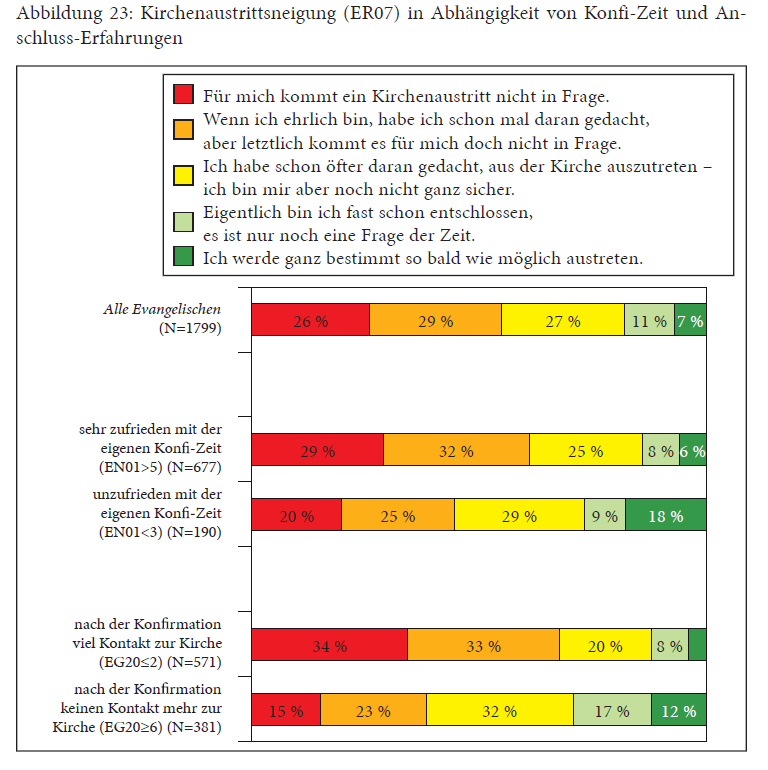 Abbildung 23: Kirchenaustrittsneigung (ER07) in Abhängigkeit von Konfi-Zeit und An-
schluss-Erfahrungen
Für mich kommt ein Kirchenaustritt nicht in Frage.
Wenn ich ehrlich bin, habe ich schon mal daran gedacht,
aber letztlich kommt es für mich doch nicht in Frage.
Ich habe schon öfter daran gedacht, aus der Kirche auszutreten –
ich bin mir aber noch nicht ganz sicher.
Eigentlich bin ich fast schon entschlossen,
es ist nur noch eine Frage der Zeit.
Ich werde ganz bestimmt so bald wie möglich austreten.
Alle Evangelischen
(N=1799)
26 % 29 % 27 % 11 % 7 %
sehr zufrieden mit der
eigenen Konfi-Zeit
(EN01>5) (N=677)
29 % 32 % 25 % 8 % 6 %
unzufrieden mit der
eigenen Konfi-Zeit
(EN01<3) (N=190)
20 % 25 % 29 % 9 % 18 %
nach der Konfirmation
viel Kontakt zur Kirche
(EG20≤2) (N=571)
34 % 33 % 20 % 8 %
nach der Konfirmation
keinen Kontakt mehr zur
Kirche (EG20≥6) (N=381)
15 % 23 % 32 % 17 % 12 %